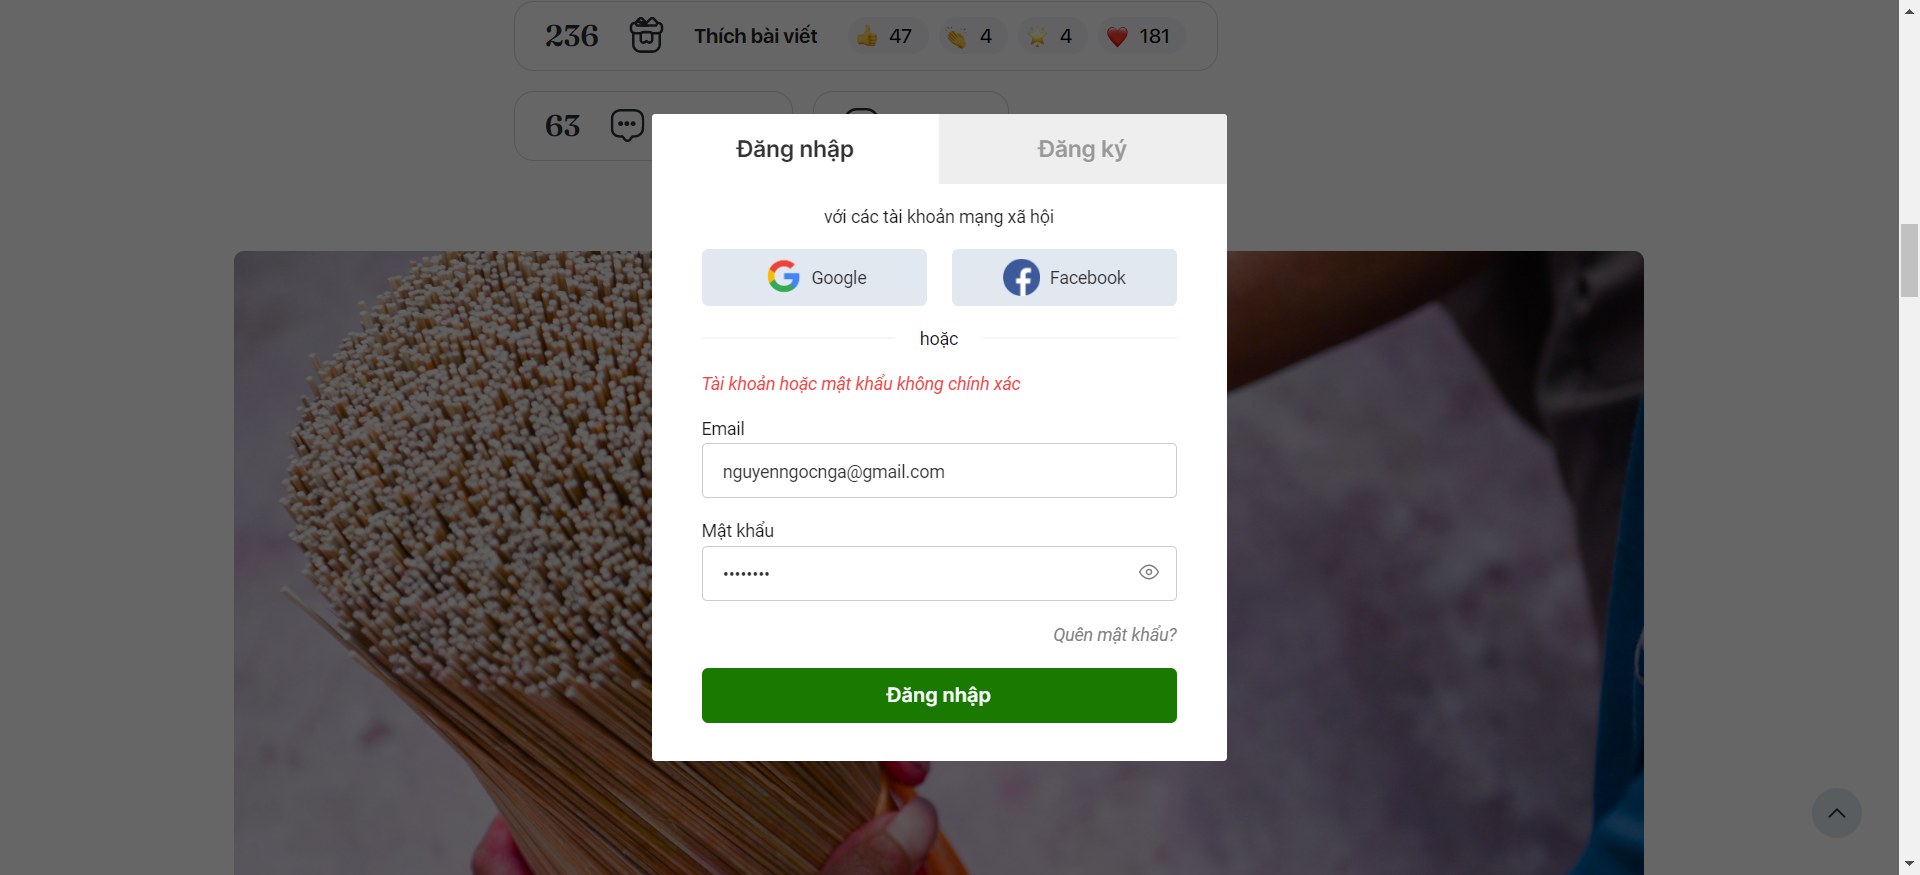 236 Thích bài viết 47 4 4 181
63
Đăng nhập Đăng ký
với các tài khoản mạng xã hội
Google Facebook
hoặc
Tài khoản hoặc mật khẩu không chính xác
Email
nguyenngocnga@gmail.com
Mật khẩu
••••••••
Quên mật khẩu?
Đăng nhập